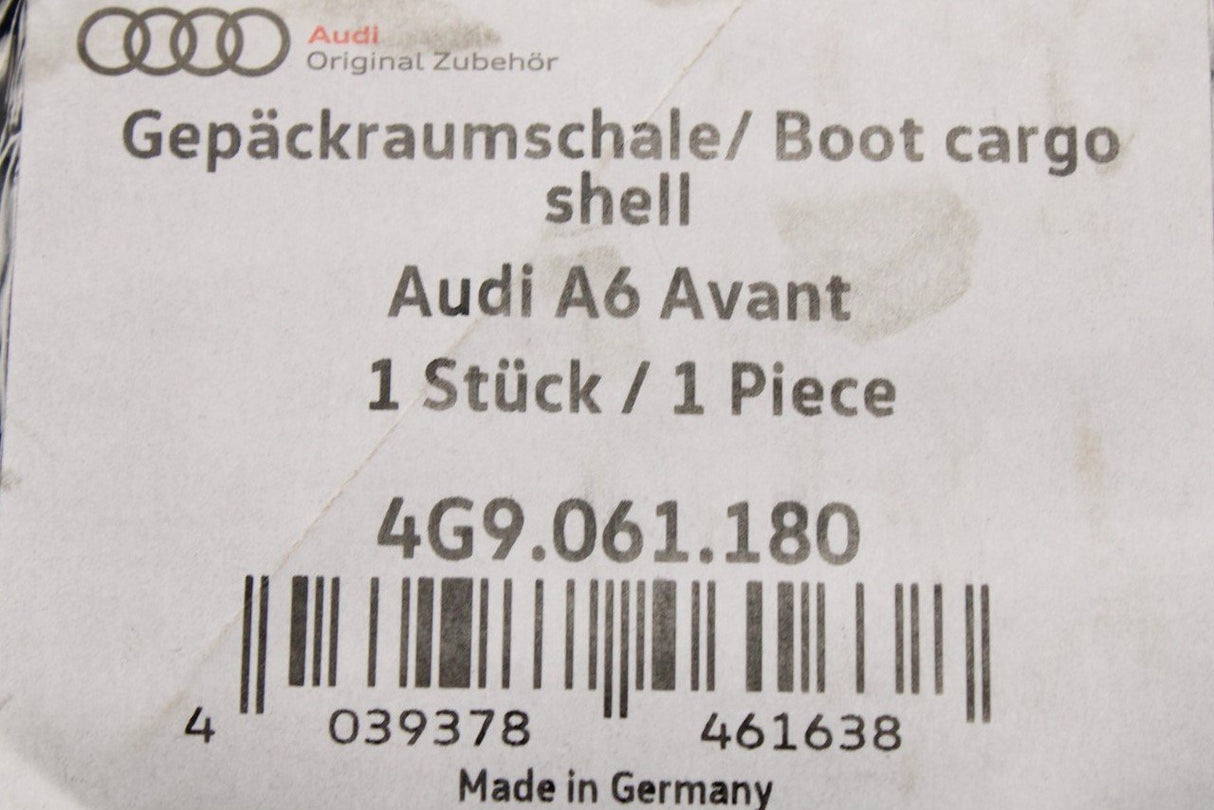 Audi
Original Zubehör
Gepäckraumschale/ Boot cargo
shell
Audi A6 Avant
1 Stück / 1 Piece
4G9.061.180
4 039378 461638
Made in Germany